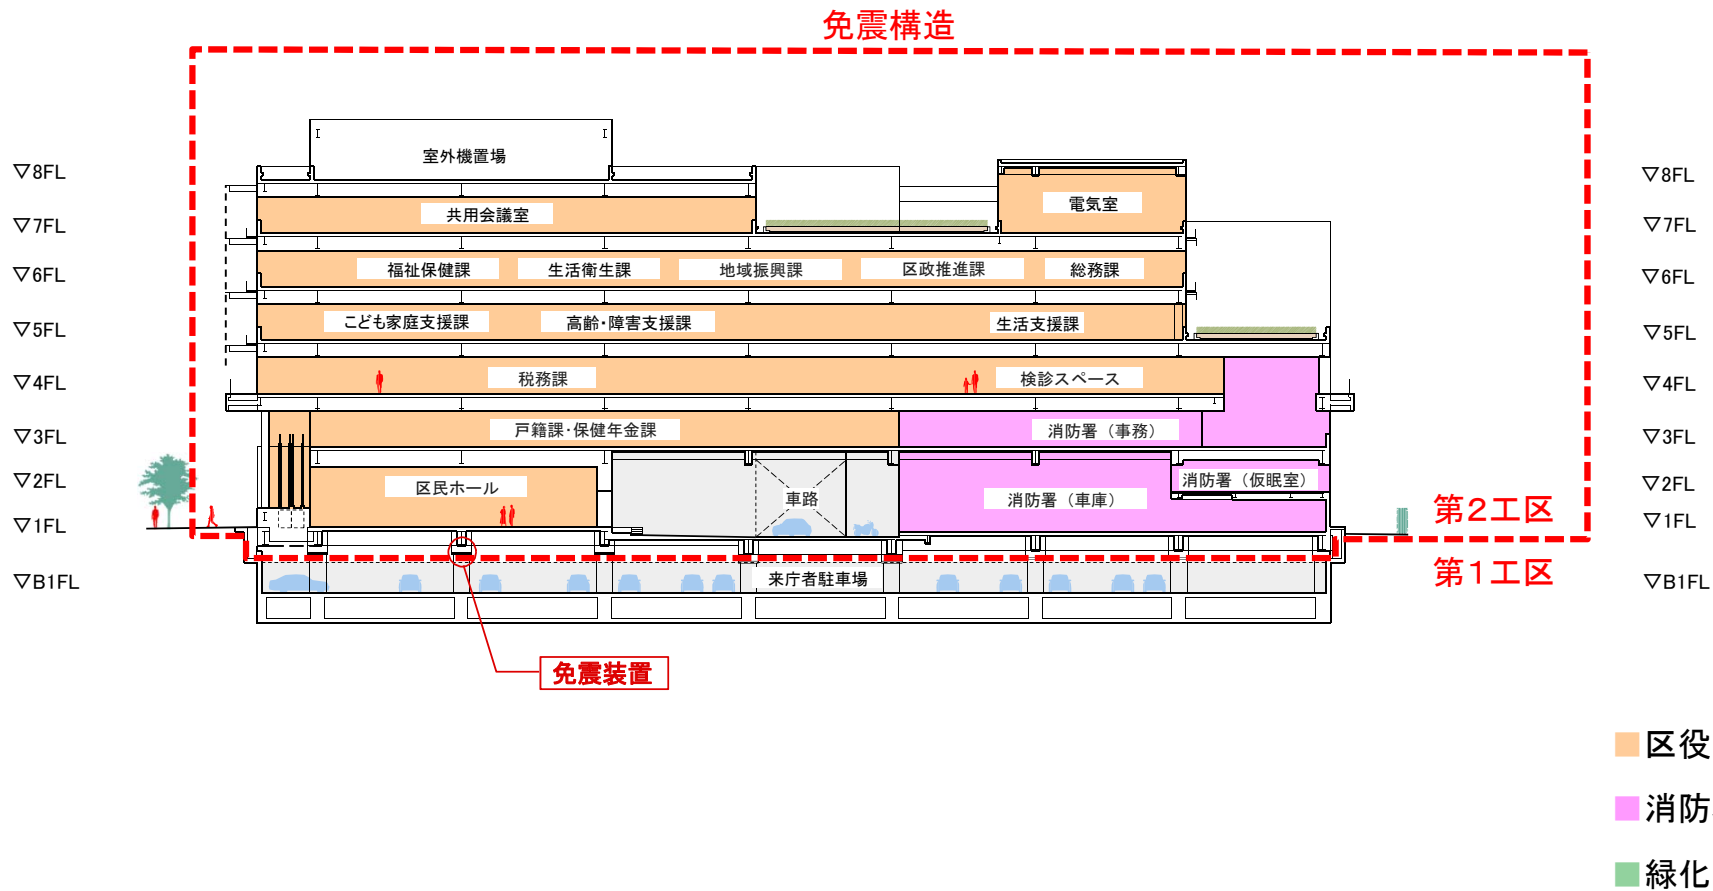 免震構造
室外機置場
▽8FL
▽8FL
共用会議室
電気室
▽7FL
▽7FL
福祉保健課
生活衛生課
地域振興課
区政推進課
総務課
▽6FL
▽6FL
こども家庭支援課
高齢・障害支援課
生活支援課
▽5FL
▽5FL
税務課
検診スペース
▽4FL
▽4FL
戸籍課・保健年金課
消防署（事務）
▽3FL
▽3FL
区民ホール
車路
消防署（車庫）
消防署（仮眠室）
▽2FL
▽2FL
第2工区
▽1FL
▽1FL
第1工区
来庁者駐車場
▽B1FL
▽B1FL
免震装置
区役
消防
緑化